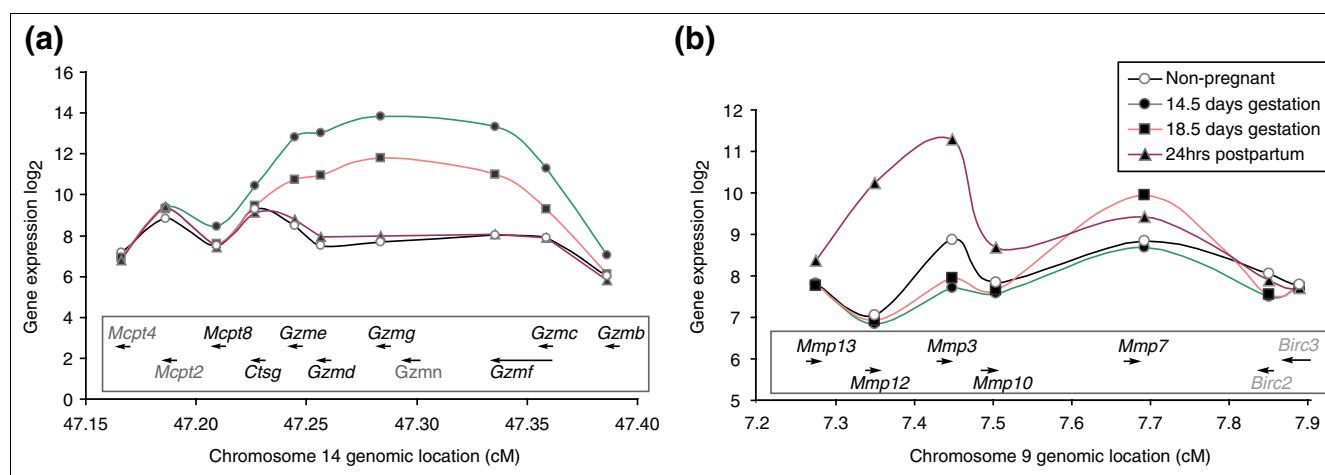 (a)
Gene expression log2
16
14
12
10
8
6
4
2
0
Mcpt4 Mcpt8 Gzme Gzmg Gzmc Gzmb
Mcpt2 Ctsg Gzmd Gzmn Gzmf
47.15 47.20 47.25 47.30 47.35 47.40
Chromosome 14 genomic location (cM)
(b)
Non-pregnant
14.5 days gestation
18.5 days gestation
24hrs postpartum
Gene expression log2
12
11
10
9
8
7
6
5
Mmp13 Mmp3 Mmp7 Birc3
Mmp12 Mmp10 Birc2
7.2 7.3 7.4 7.5 7.6 7.7 7.8 7.9
Chromosome 9 genomic location (cM)